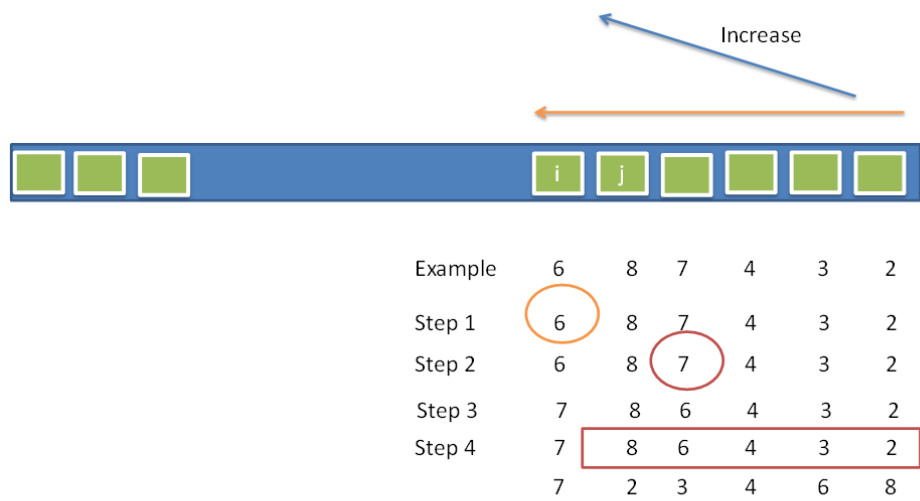 Increase
i j
Example 6 8 7 4 3 2
Step 1 6 8 7 4 3 2
Step 2 6 8 7 4 3 2
Step 3 7 8 6 4 3 2
Step 4 7 8 6 4 3 2
7 2 3 4 6 8